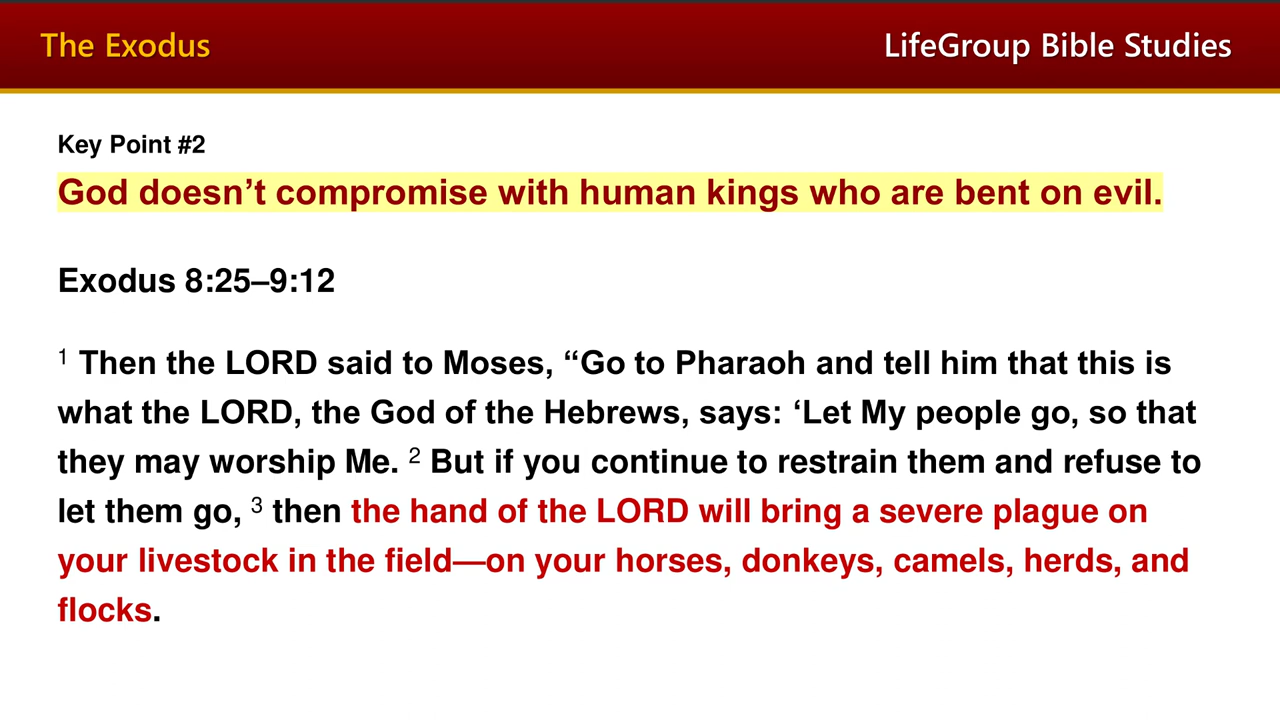 The Exodus
LifeGroup Bible Studies
Key Point #2
God doesn’t compromise with human kings who are bent on evil.
Exodus 8:25–9:12
1 Then the LORD said to Moses, “Go to Pharaoh and tell him that this is
what the LORD, the God of the Hebrews, says: ‘Let My people go, so that
they may worship Me. 2 But if you continue to restrain them and refuse to
let them go, 3 then the hand of the LORD will bring a severe plague on
your livestock in the field—on your horses, donkeys, camels, herds, and
flocks.